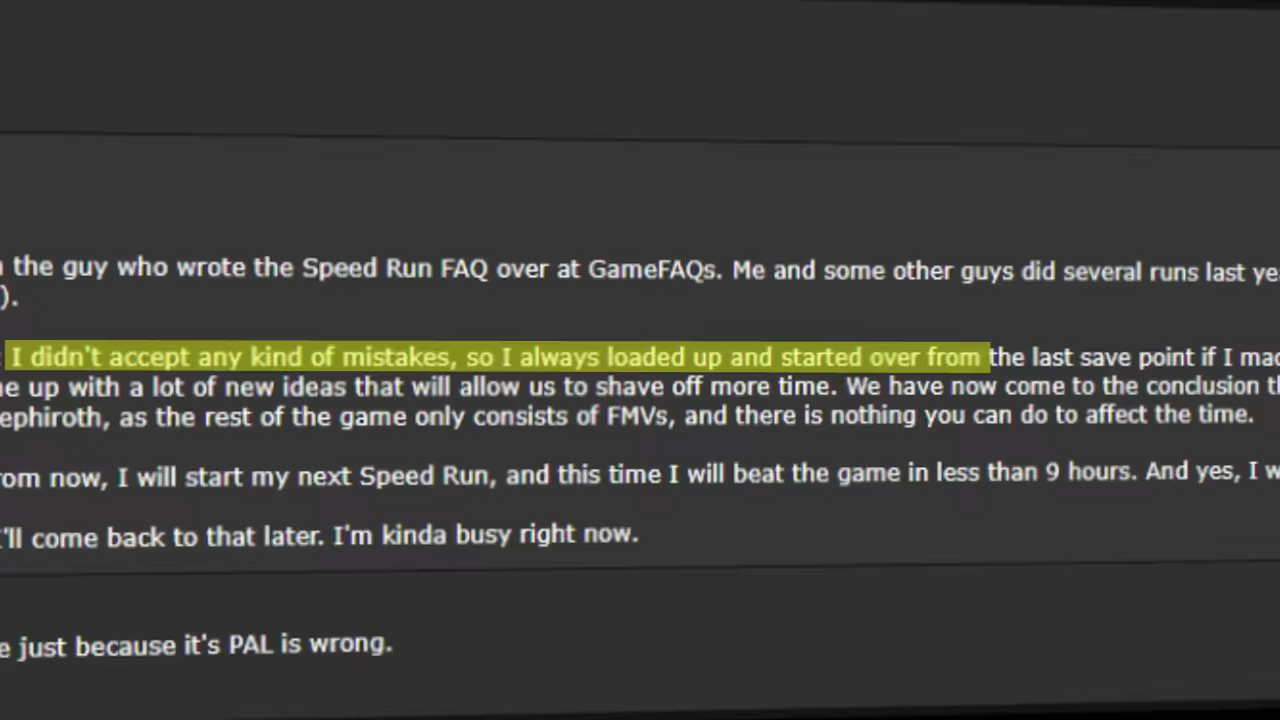 the guy who wrote the Speed Run FAQ over at GameFAQs. Me and some other guys did several runs last
).
I didn't accept any kind of mistakes, so I always loaded up and started over from the last save point if I
up with a lot of new ideas that will allow us to shave off more time. We have now come to the conclusion
ephiroth, as the rest of the game only consists of FMVs, and there is nothing you can do to affect the time.
rom now, I will start my next Speed Run, and this time I will beat the game in less than 9 hours. And yes, I
'll come back to that later. I'm kinda busy right now.
just because it's PAL is wrong.